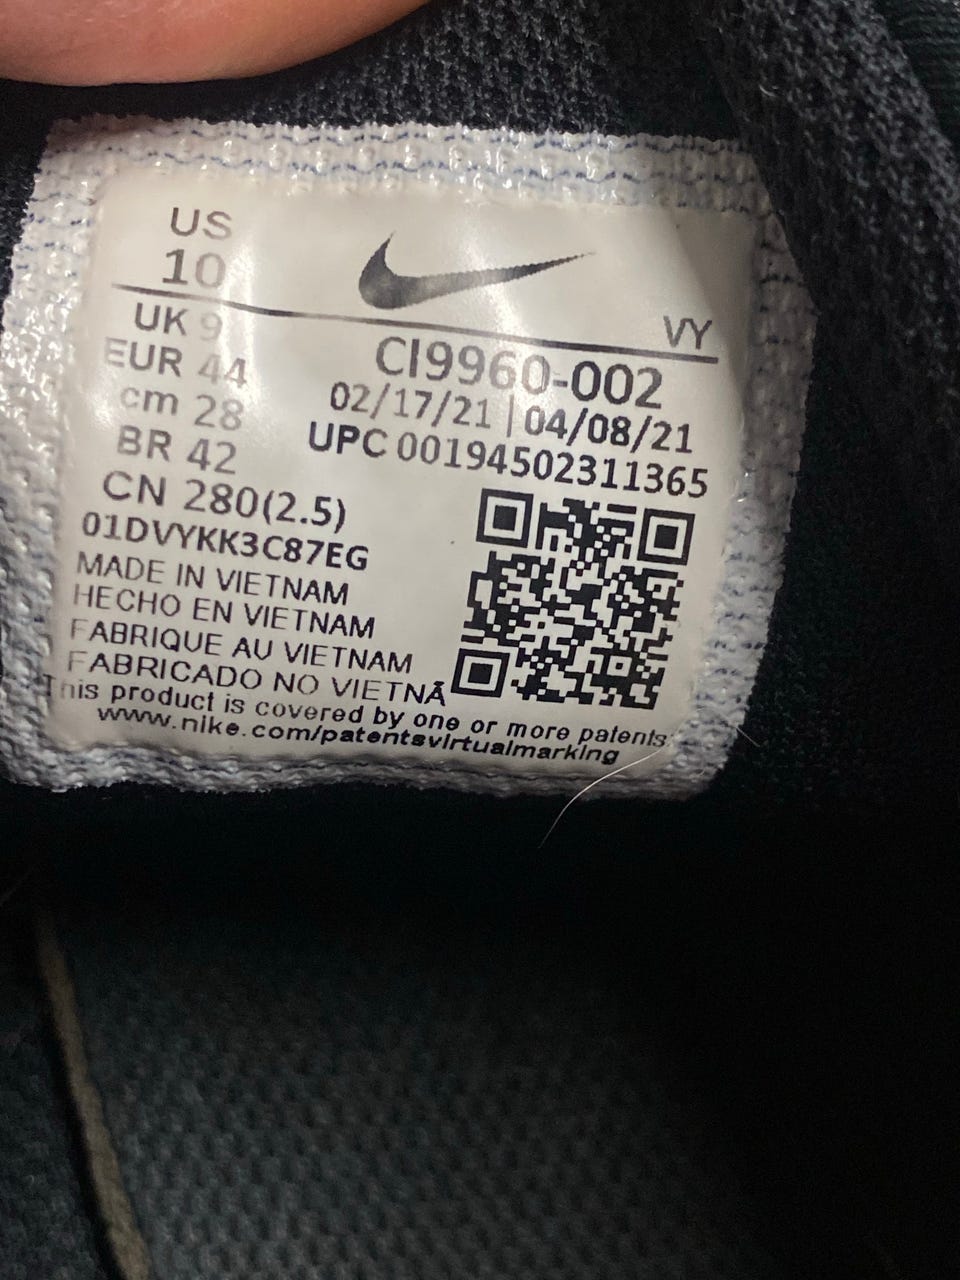 US
10
UK 9
VY
EUR 44
CI9960-002
cm 28
02/17/21 | 04/08/21
BR 42
UPC 00194502311365
CN 280(2.5)
01DVYKK3C87EG
MADE IN VIETNAM
HECHO EN VIETNAM
FABRIQUE AU VIETNAM
FABRICADO NO VIETNÃ
This product is covered by one or more patents:
www.nike.com/patentsvirtualmarking